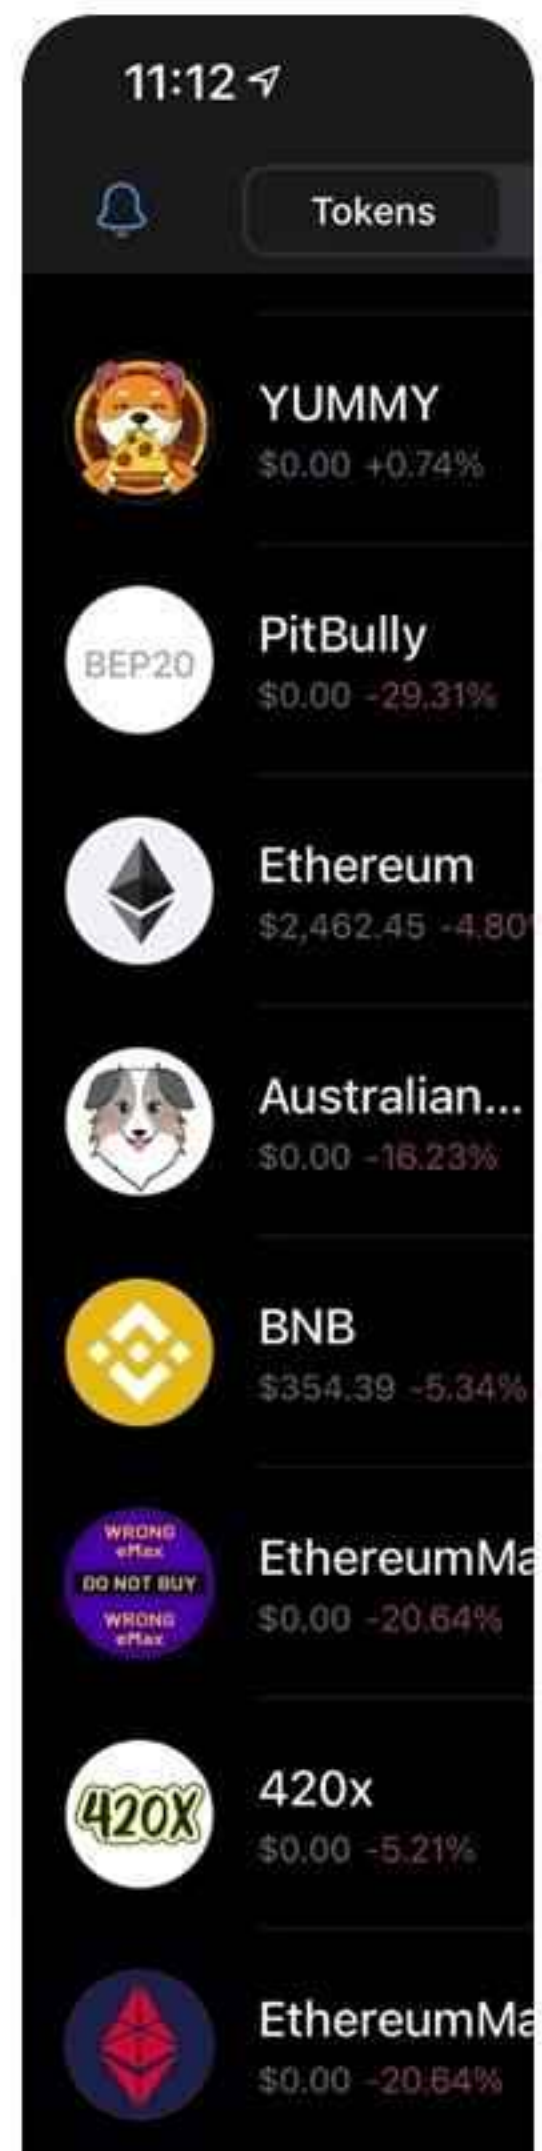 11:12
Tokens
YUMMY
$0.00 +0.74%
BEP20
PitBully
$0.00 -29.31%
Ethereum
$2,462.45 -4.80
Australian...
$0.00 -16.23%
BNB
$354.39 -5.34%
WRONG
eMax
DO NOT BUY
WRONG
eMax
EthereumMa
$0.00 -20.64%
420X
420x
$0.00 -5.21%
EthereumMa
$0.00 -20.64%